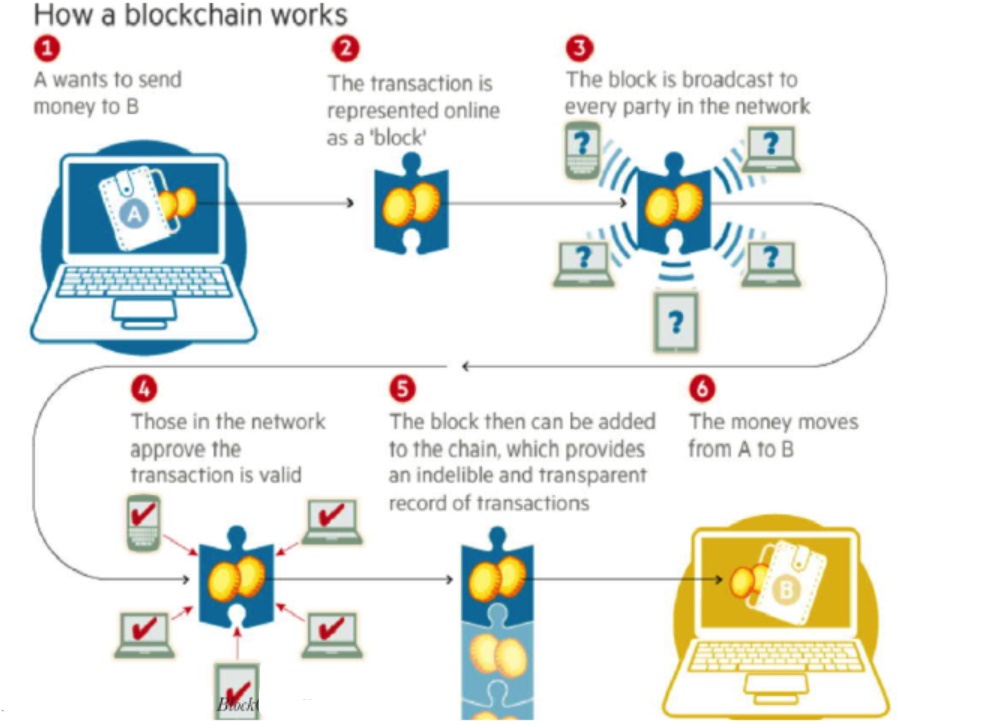 How a blockchain works
1
A wants to send
money to B
2
The transaction is
represented online
as a 'block'
3
The block is broadcast to
every party in the network
?
?
A
?
?
?
4
Those in the network
approve the
transaction is valid
5
The block then can be added
to the chain, which provides
an indelible and transparent
record of transactions
6
The money moves
from A to B
B